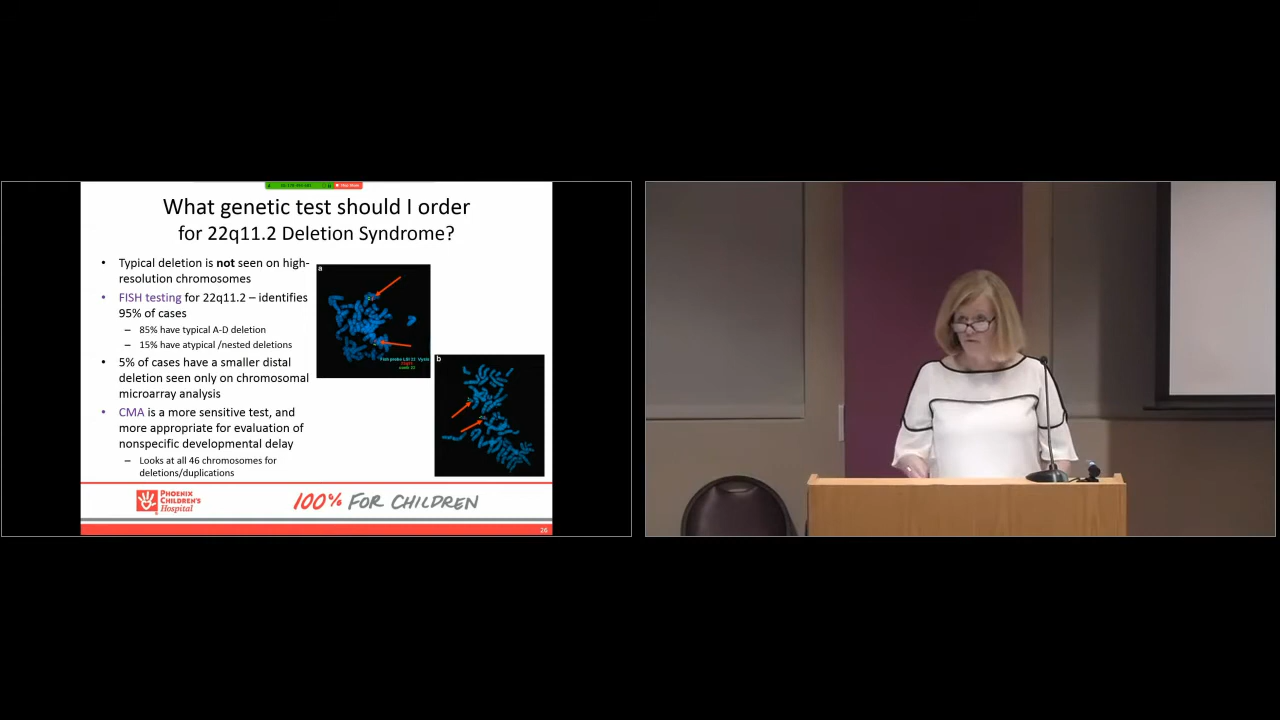 What genetic test should I order
for 22q11.2 Deletion Syndrome?
• Typical deletion is not seen on high-
resolution chromosomes
• FISH testing for 22q11.2 – identifies
95% of cases
– 85% have typical A-D deletion
– 15% have atypical /nested deletions
• 5% of cases have a smaller distal
deletion seen only on chromosomal
microarray analysis
• CMA is a more sensitive test, and
more appropriate for evaluation of
nonspecific developmental delay
– Looks at all 46 chromosomes for
deletions/duplications
a
b
PHOENIX
CHILDREN'S
Hospital
100% FOR CHILDREN
26